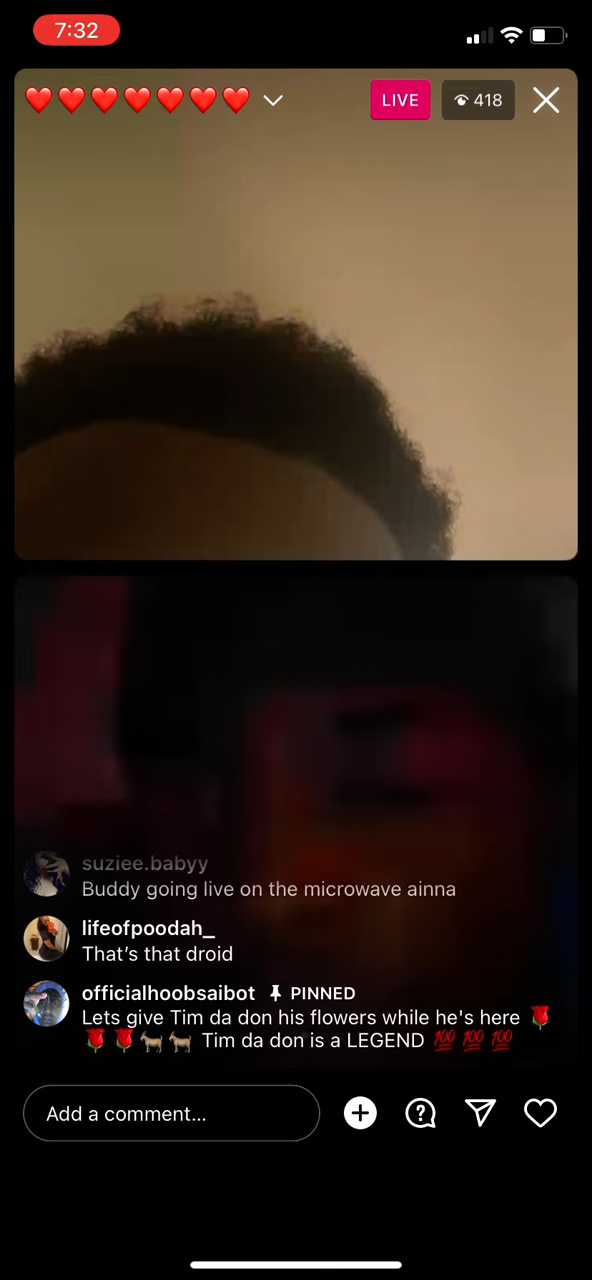 7:32
❤️❤️❤️❤️❤️❤️❤️ LIVE 418
suziee.babyy
Buddy going live on the microwave ainna
lifeofpoodah_
That’s that droid
officialhoobsaibot PINNED
Lets give Tim da don his flowers while he's here 🌹
🌹🌹🐐🐐 Tim da don is a LEGEND 💯💯💯
Add a comment...